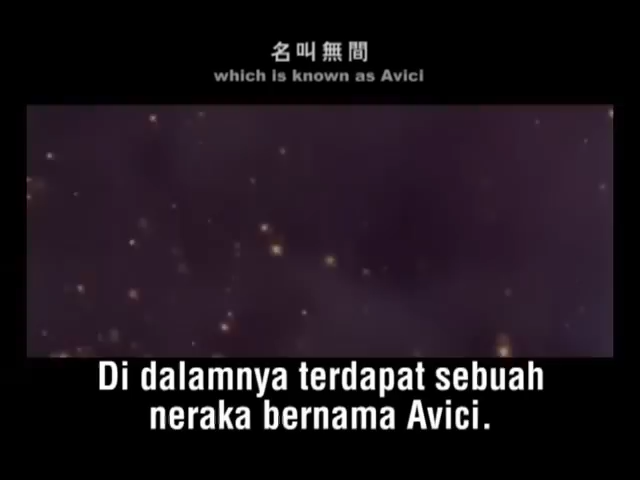 名叫無間
which is known as Avici
Di dalamnya terdapat sebuah
neraka bernama Avici.